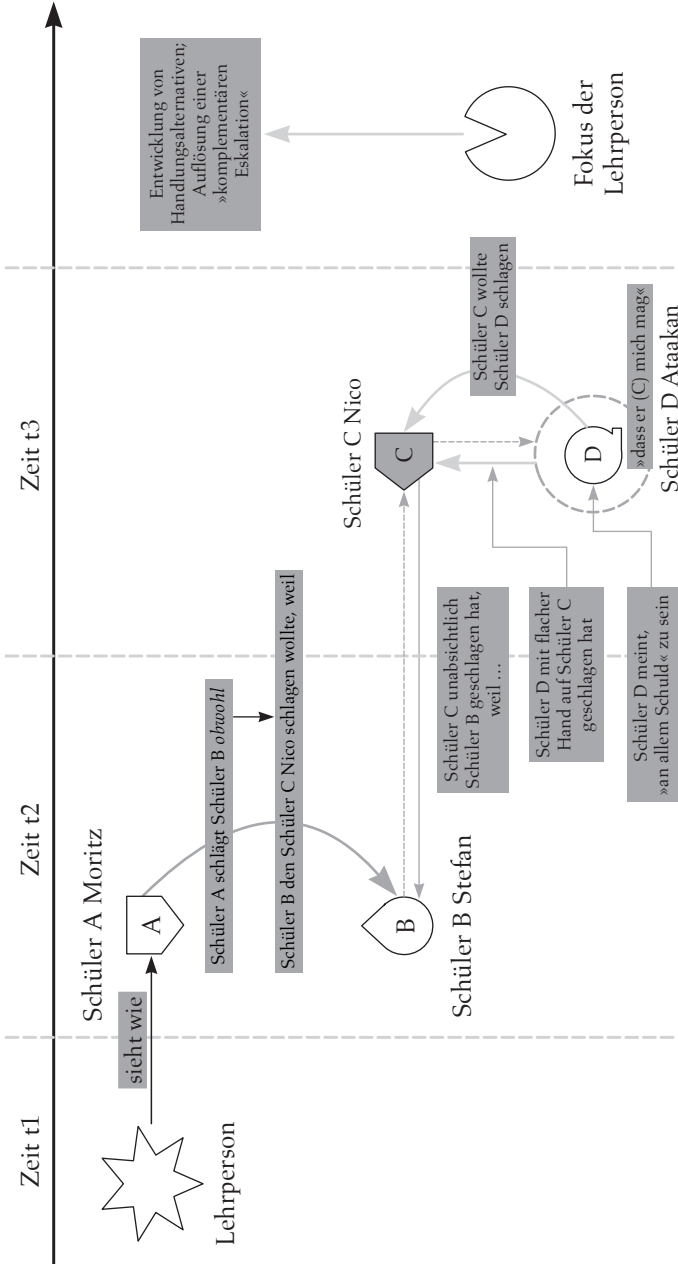 Zeit t1
Zeit t2
Zeit t3
Lehrperson
sieht wie
Schüler A Moritz
A
Schüler A schlägt Schüler B obwohl
Schüler B den Schüler C Nico schlagen wollte, weil
B
Schüler B Stefan
Schüler C Nico
C
Schüler C unabsichtlich
Schüler B geschlagen hat,
weil …
Schüler D mit flacher
Hand auf Schüler C
geschlagen hat
Schüler D meint,
»an allem Schuld« zu sein
Schüler C wollte
Schüler D schlagen
D
»dass er (C) mich mag«
Schüler D Ataakan
Entwicklung von
Handlungsalternativen;
Auflösung einer
»komplementären
Eskalation«
Fokus der
Lehrperson